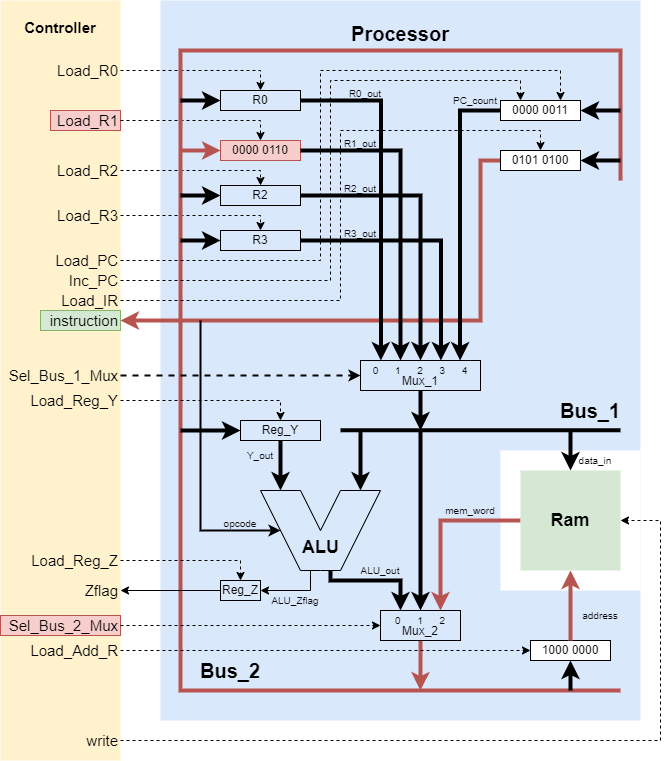 Controller
Processor
Load_R0
R0
R0_out
PC_count
0000 0011
Load_R1
0000 0110
R1_out
0101 0100
Load_R2
R2
R2_out
Load_R3
R3
R3_out
Load_PC
Inc_PC
Load_IR
instruction
Sel_Bus_1_Mux
0 1 2 3 4
Mux_1
Load_Reg_Y
Reg_Y
Bus_1
Y_out
data_in
mem_word
opcode
Ram
ALU
Load_Reg_Z
ALU_out
Zflag
Reg_Z
ALU_Zflag
address
Sel_Bus_2_Mux
0 1 2
Mux_2
Load_Add_R
1000 0000
Bus_2
write